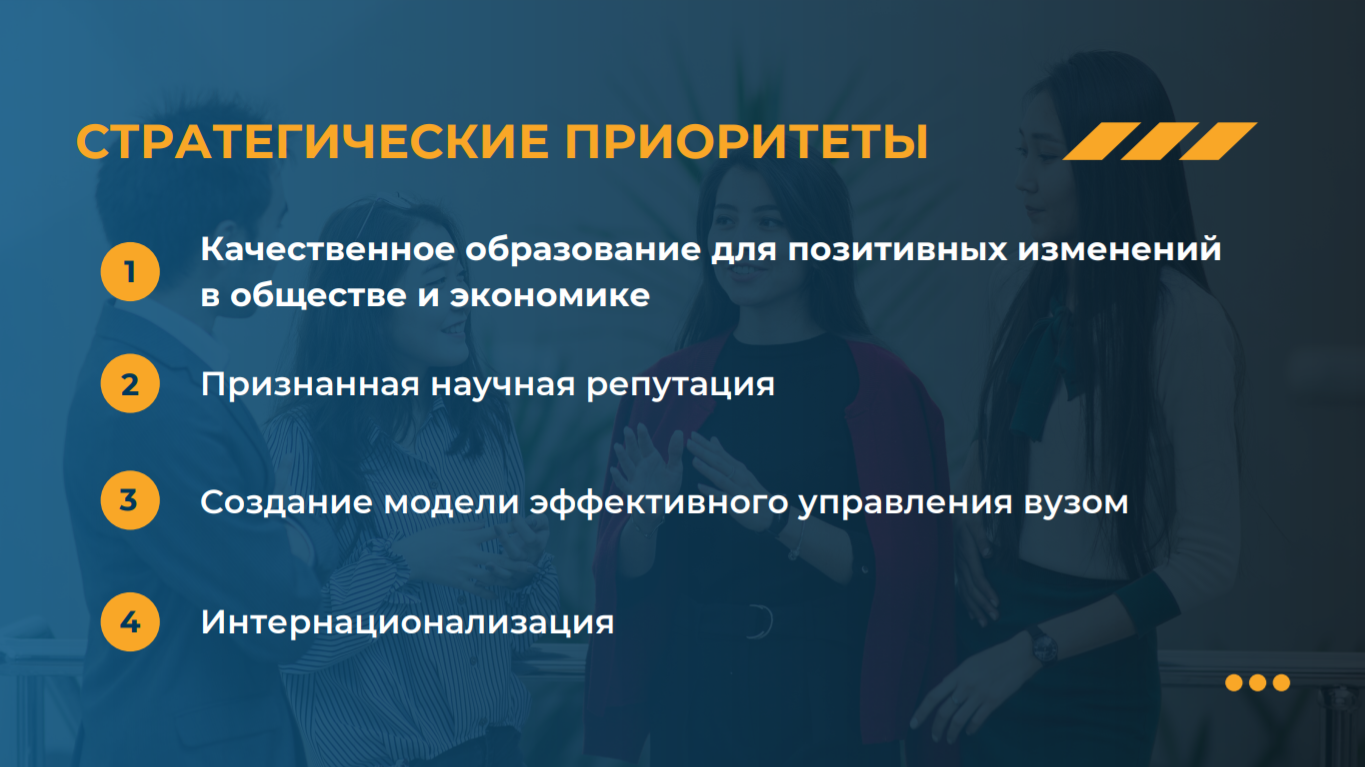 СТРАТЕГИЧЕСКИЕ ПРИОРИТЕТЫ
1
Качественное образование для позитивных изменений
в обществе и экономике
2
Признанная научная репутация
3
Создание модели эффективного управления вузом
4
Интернационализация